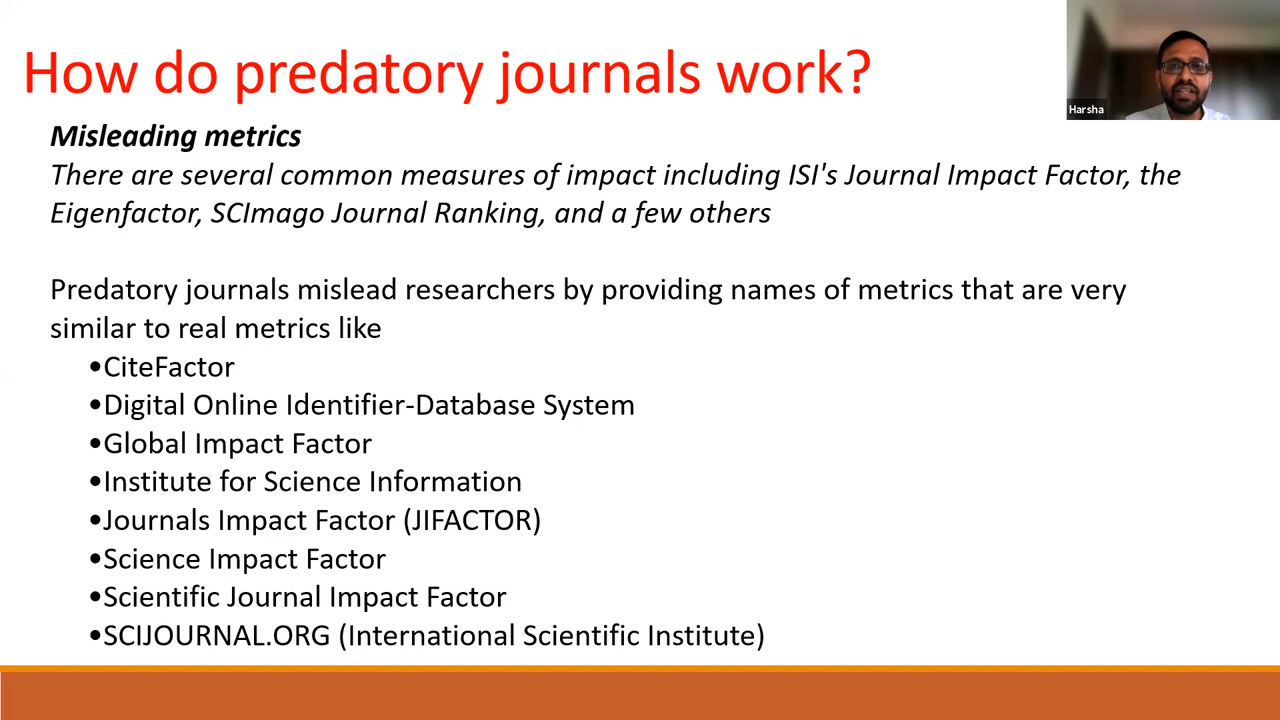 How do predatory journals work?
Harsha
Misleading metrics
There are several common measures of impact including ISI's Journal Impact Factor, the
Eigenfactor, SCImago Journal Ranking, and a few others
Predatory journals mislead researchers by providing names of metrics that are very
similar to real metrics like
•CiteFactor
•Digital Online Identifier-Database System
•Global Impact Factor
•Institute for Science Information
•Journals Impact Factor (JIFACTOR)
•Science Impact Factor
•Scientific Journal Impact Factor
•SCIJOURNAL.ORG (International Scientific Institute)